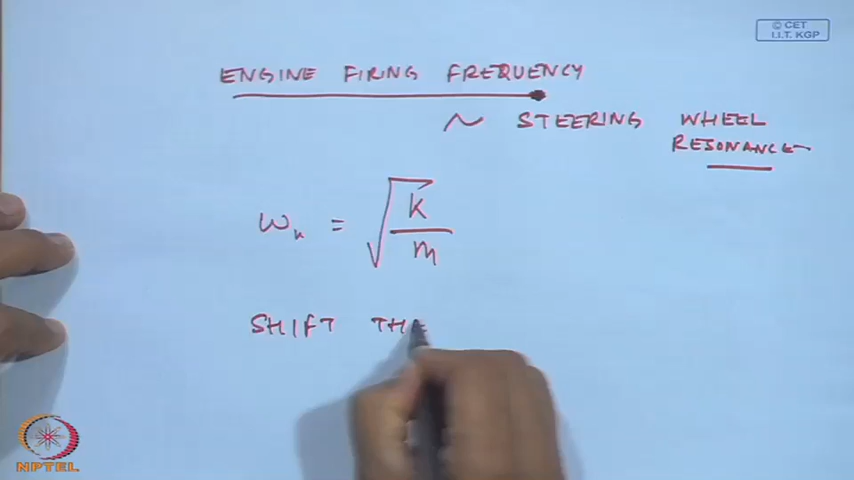 © CET
I.I.T. KGP
ENGINE FIRING FREQUENCY
~ STEERING WHEEL
RESONANCE
ωn = √K/m
SHIFT THE
NPTEL